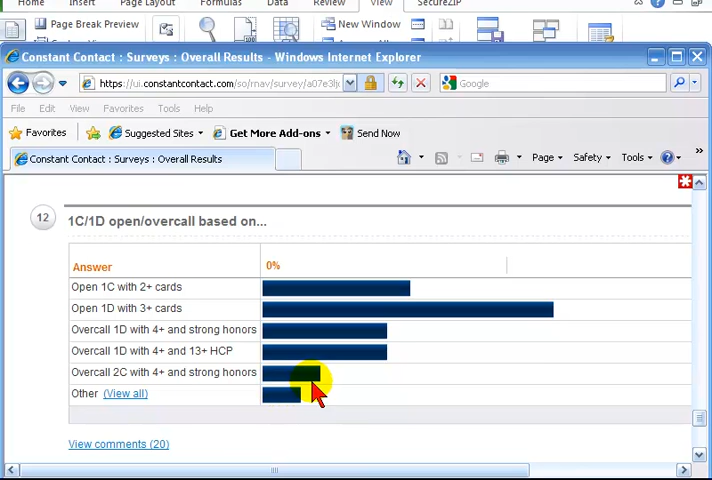 Home Insert Page Layout Formulas Data Review View SecureZIP
Page Break Preview
New Window
Constant Contact : Surveys : Overall Results - Windows Internet Explorer
https://ui.constantcontact.com/so/rnav/survey/a07e3lj
Google
File Edit View Favorites Tools Help
Favorites Suggested Sites Get More Add-ons Send Now
Constant Contact : Surveys : Overall Results
Page Safety Tools »
12 1C/1D open/overcall based on...
Answer 0%
Open 1C with 2+ cards
Open 1D with 3+ cards
Overcall 1D with 4+ and strong honors
Overcall 1D with 4+ and 13+ HCP
Overcall 2C with 4+ and strong honors
Other (View all)
View comments (20)